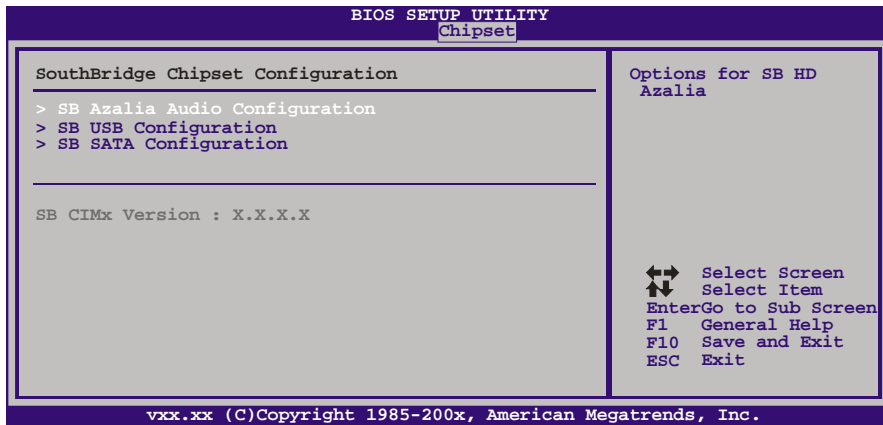 BIOS SETUP UTILITY
Chipset
SouthBridge Chipset Configuration
> SB Azalia Audio Configuration
> SB USB Configuration
> SB SATA Configuration
SB CIMx Version : X.X.X.X
Options for SB HD
Azalia
Select Screen
Select Item
EnterGo to Sub Screen
F1 General Help
F10 Save and Exit
ESC Exit
vxx.xx (C)Copyright 1985-200x, American Megatrends, Inc.